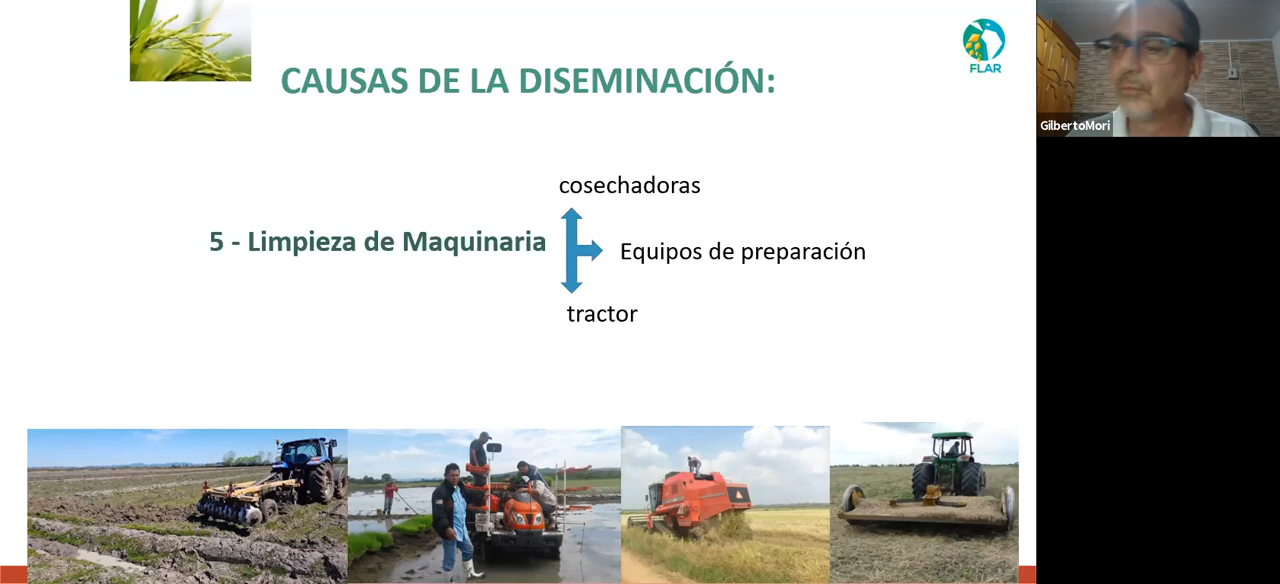 CAUSAS DE LA DISEMINACIÓN:
FLAR
GilbertoMori
cosechadoras
5 - Limpieza de Maquinaria
Equipos de preparación
tractor